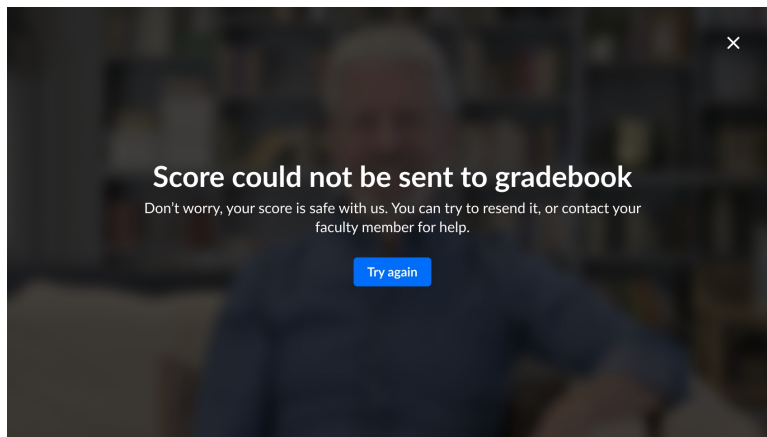 Score could not be sent to gradebook
Don’t worry, your score is safe with us. You can try to resend it, or contact your
faculty member for help.
Try again